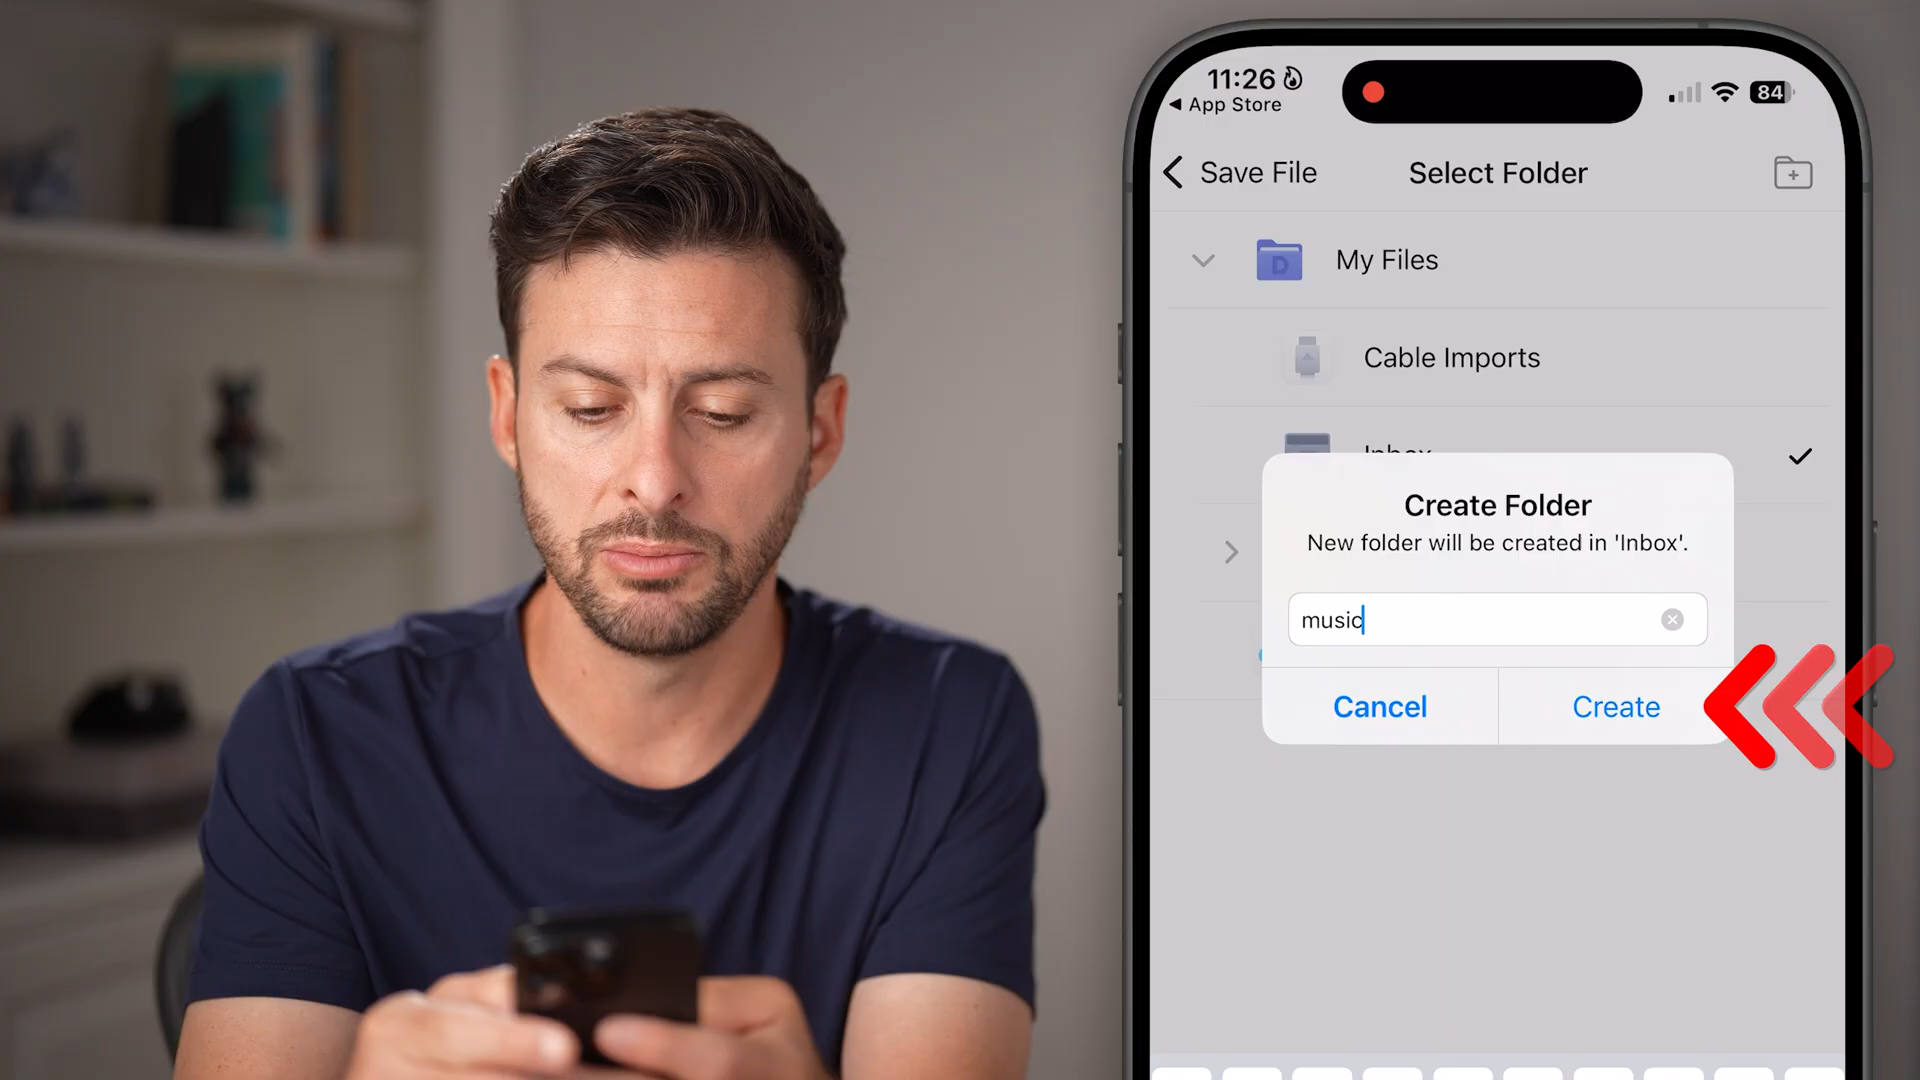 11:26
84
◀ App Store
Save File
Select Folder
D
My Files
Cable Imports
Inbox
Create Folder
New folder will be created in 'Inbox'.
music
Cancel
Create